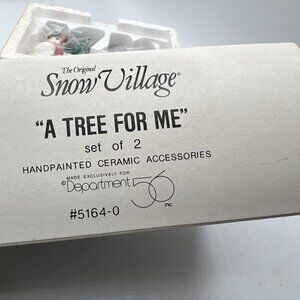 The Original
Snow Village©
"A TREE FOR ME"
set of 2
HANDPAINTED CERAMIC ACCESSORIES
MADE EXCLUSIVELY FOR
©Department 56 inc.
#5164-0